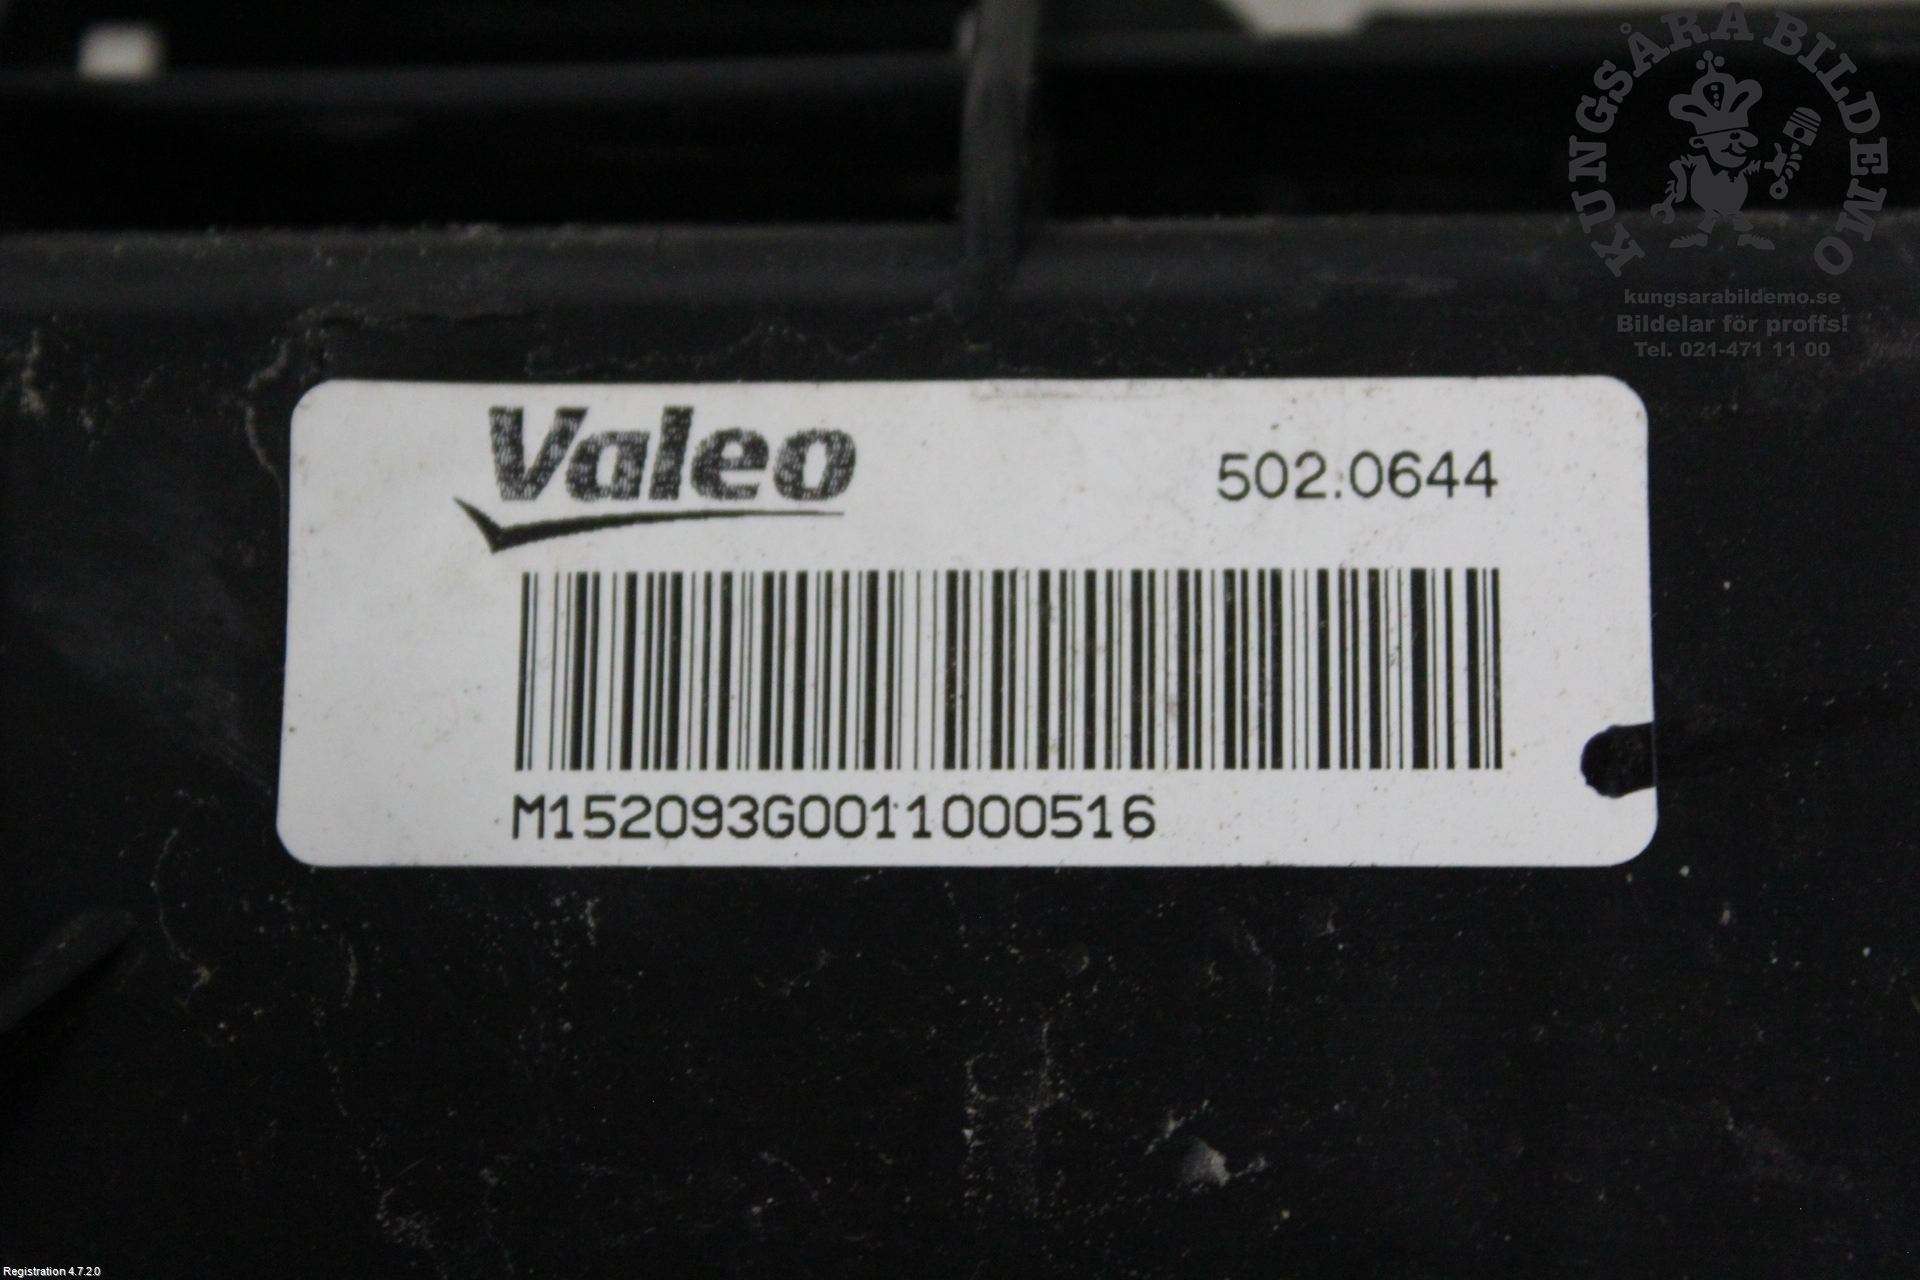 KUNGSÅRA BILDEMO
kungsarabildemo.se
Bildelar för proffs!
Tel. 021-471 11 00
Valeo
502.0644
M152093G0011000516
Registration 4.7.2.0